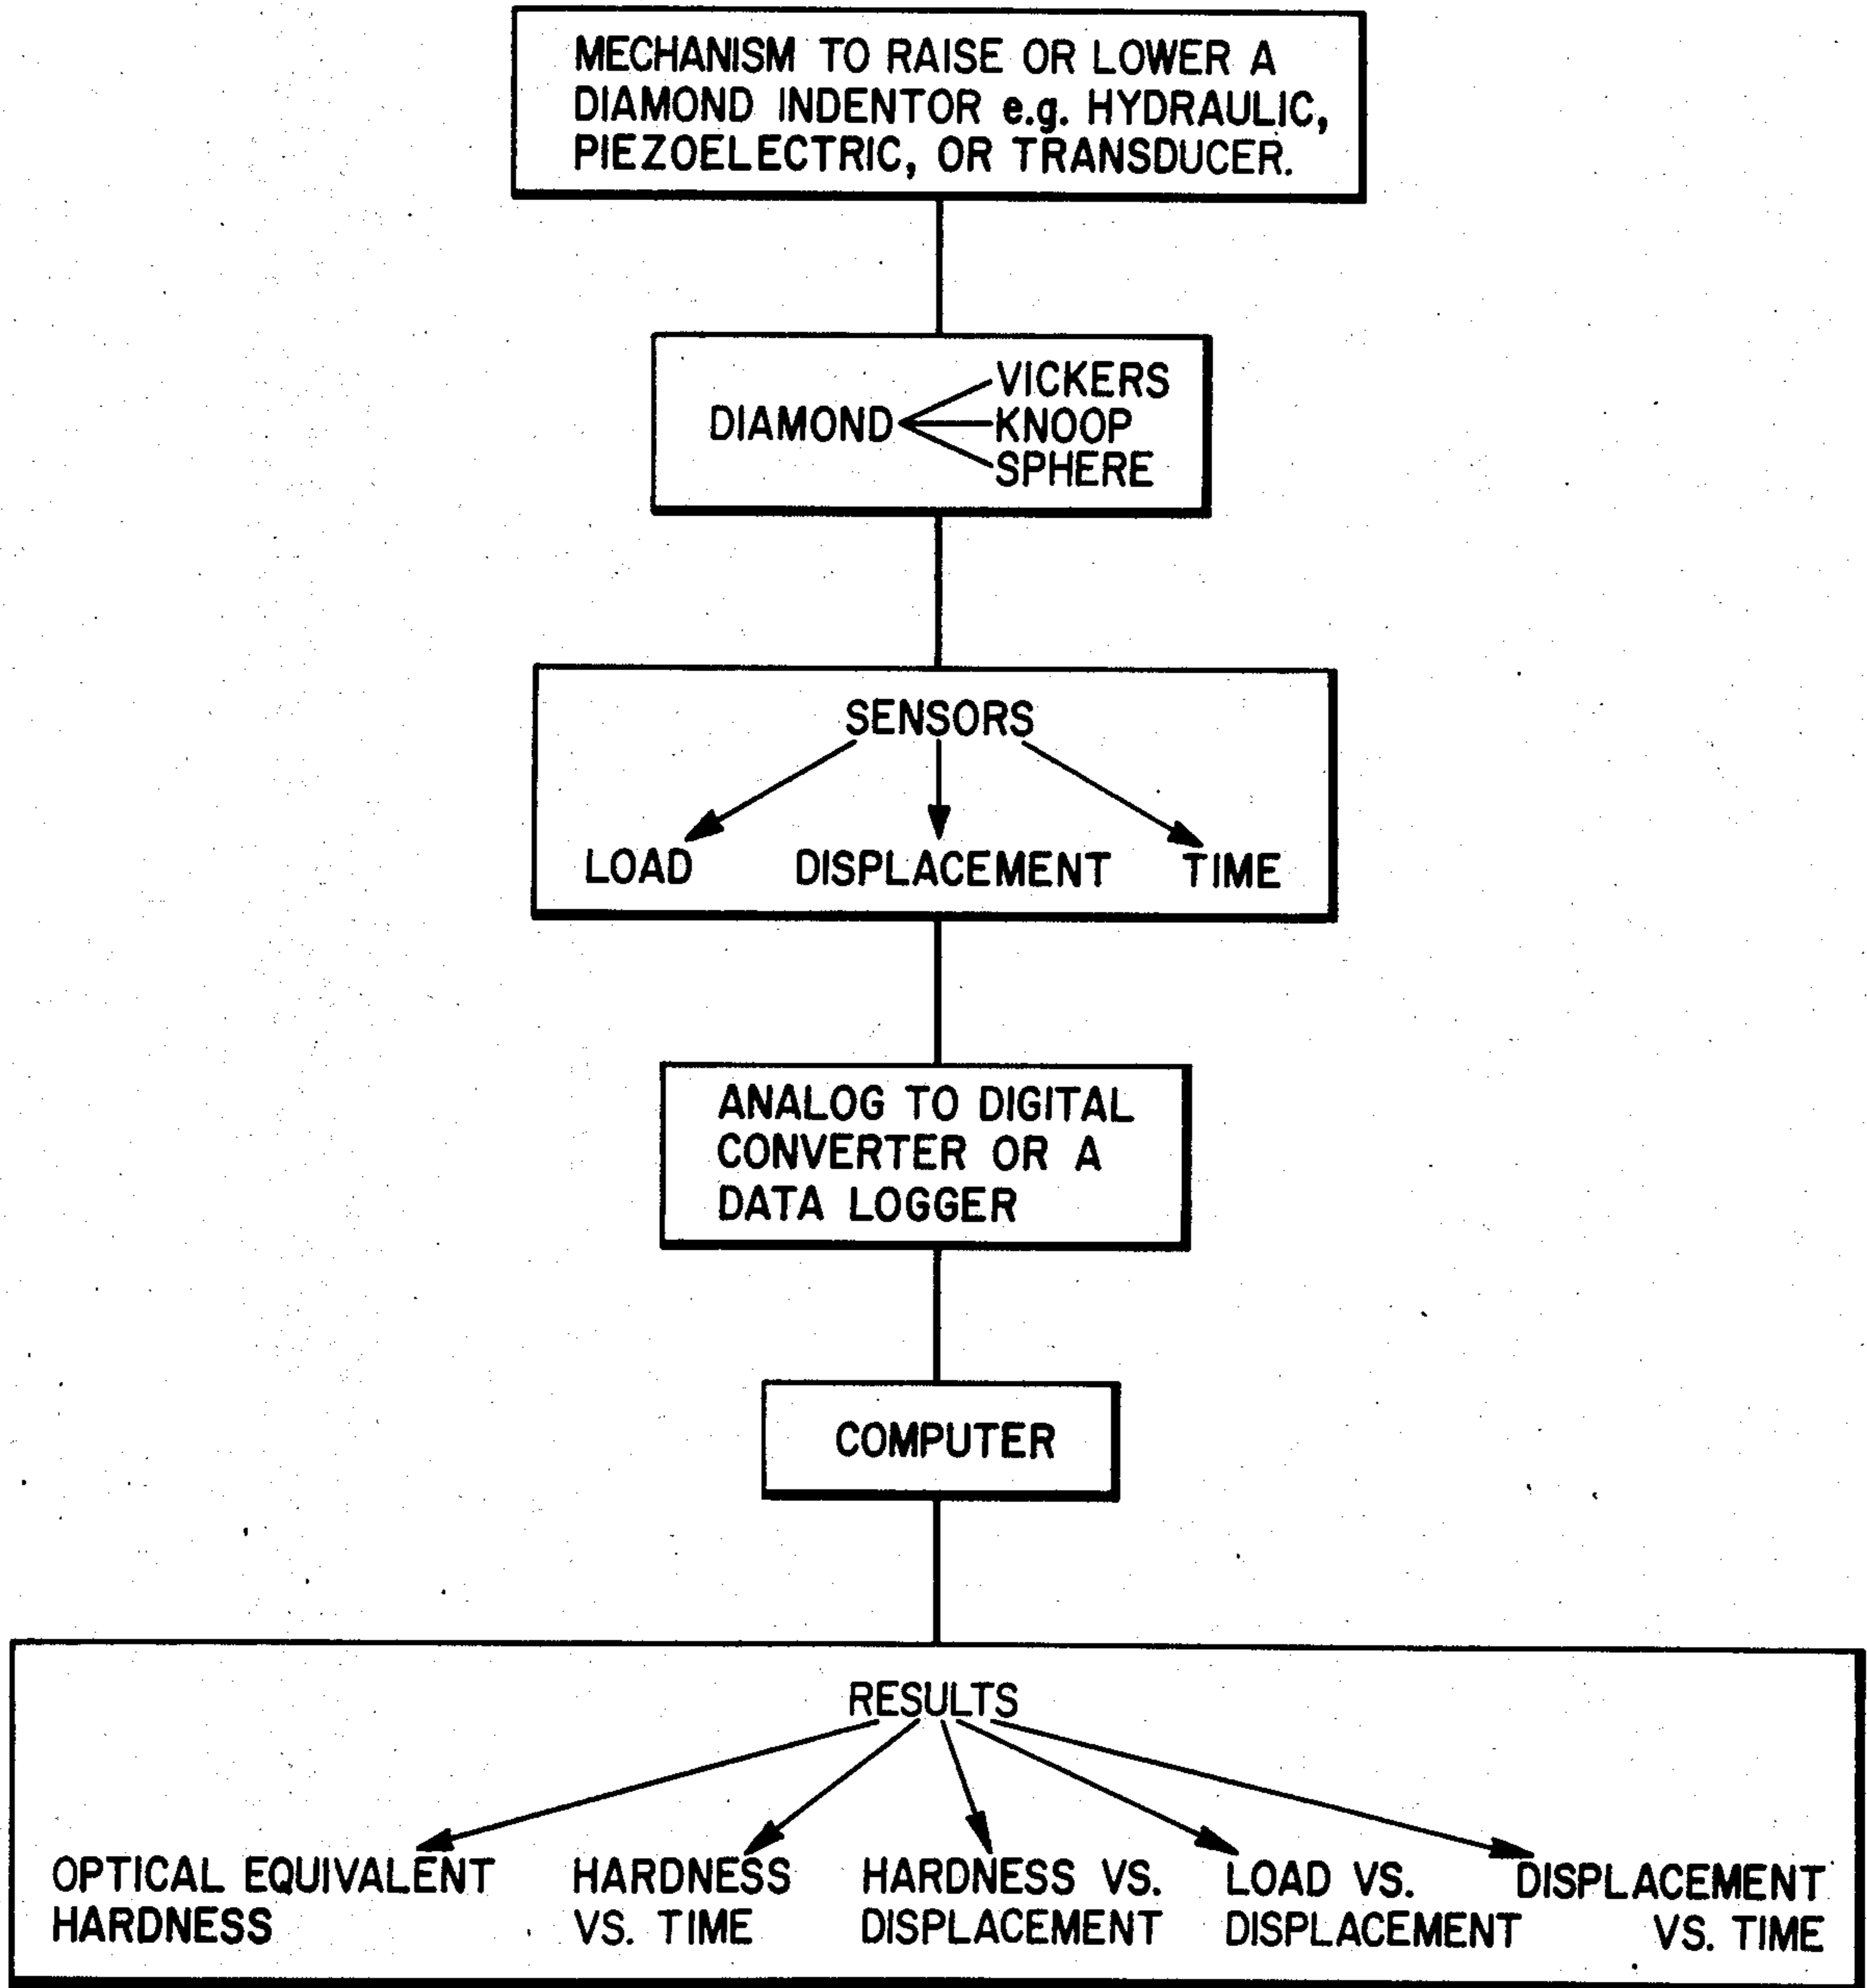 MECHANISM TO RAISE OR LOWER A
DIAMOND INDENTOR e.g. HYDRAULIC,
PIEZOELECTRIC, OR TRANSDUCER.
DIAMOND
VICKERS
KNOOP
SPHERE
SENSORS
LOAD
DISPLACEMENT
TIME
ANALOG TO DIGITAL
CONVERTER OR A
DATA LOGGER
COMPUTER
RESULTS
OPTICAL EQUIVALENT
HARDNESS
HARDNESS
VS. TIME
HARDNESS VS.
DISPLACEMENT
LOAD VS.
DISPLACEMENT
DISPLACEMENT
VS. TIME